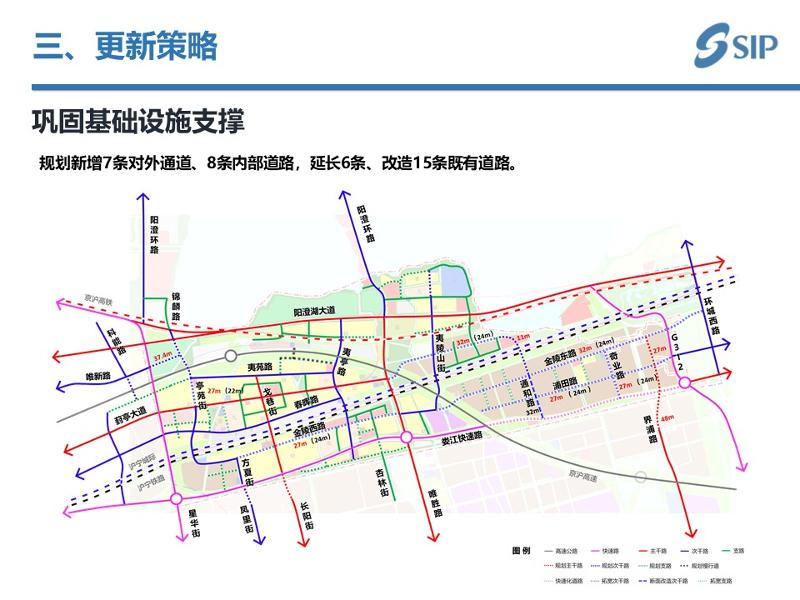 三、更新策略
SIP
巩固基础设施支撑
规划新增7条对外通道、8条内部道路，延长6条、改造15条既有道路。
阳澄环路
阳澄环路
京沪高铁
锦麟路
阳澄湖大道
环城西路
科能路
37.4m
夷亭路
夷陵山街
32m
(24m)
32m
金陵东路
32m
(24m)
G312
唯新路
夷苑路
27m
亭苑街
27m
(22m)
戈巷街
春晖路
通和路
32m
浦田路
27m
(24m)
奇业路
27m
(24m)
葑亭大道
金陵西路
27m
(24m)
界浦路
48m
娄江快速路
沪宁城际
沪宁铁路
方夏街
杏林街
京沪高速
星华街
凤里街
长阳街
唯胜路
图 例
高速公路
快速路
主干路
次干路
支路
规划主干路
规划次干路
规划支路
规划慢行道
快速化道路
拓宽次干路
断面改造次干路
拓宽支路